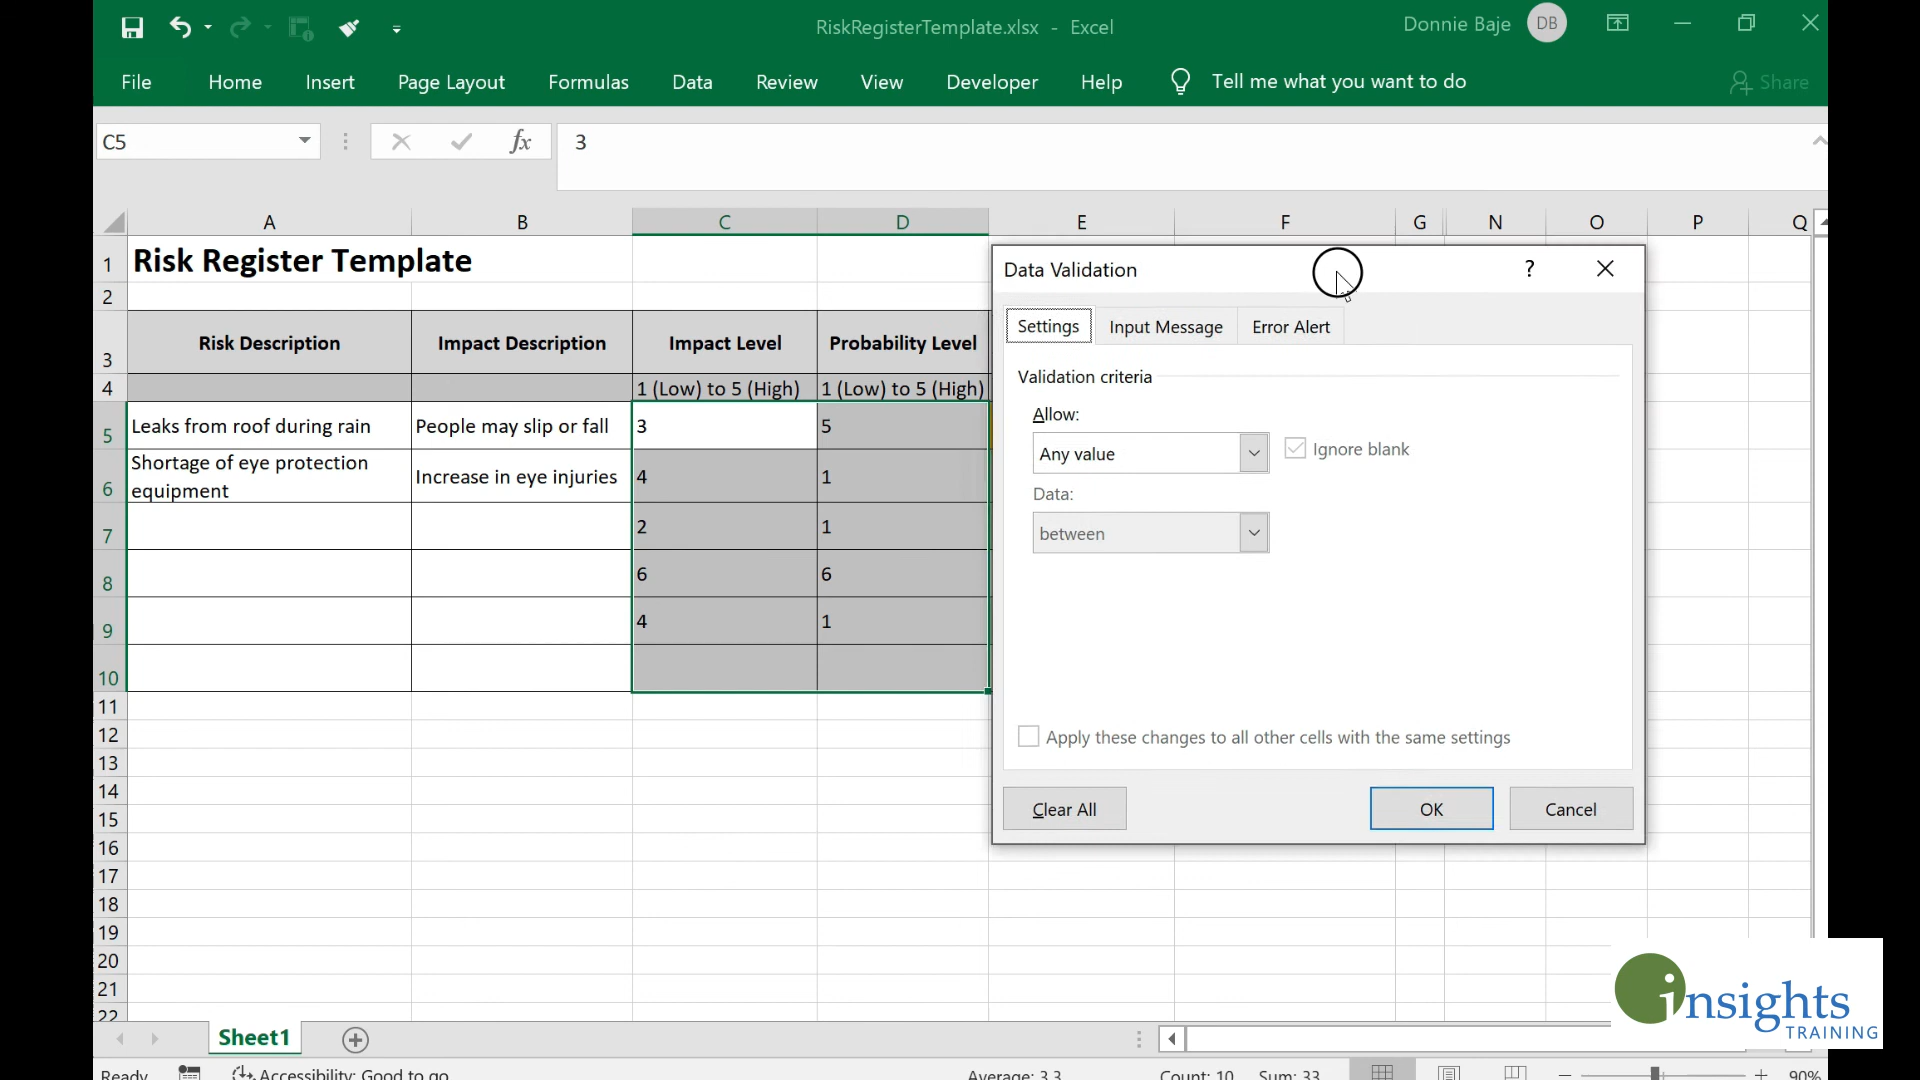 RiskRegisterTemplate.xlsx - Excel
Donnie Baje DB
File Home Insert Page Layout Formulas Data Review View Developer Help Tell me what you want to do Share
C5 fx 3
A B C D E F G N O P Q
1 Risk Register Template
2
3 Risk Description Impact Description Impact Level Probability Level
4 1 (Low) to 5 (High) 1 (Low) to 5 (High)
5 Leaks from roof during rain People may slip or fall 3 5
6 Shortage of eye protection equipment Increase in eye injuries 4 1
7 2 1
8 6 6
9 4 1
10
11
12
13
14
15
16
17
18
19
20
21
22
Data Validation ?
Settings Input Message Error Alert
Validation criteria
Allow:
Any value Ignore blank
Data:
between
Apply these changes to all other cells with the same settings
Clear All OK Cancel
Sheet1
insights
TRAINING
Ready Accessibility: Good to go Average: 3.3 Count: 10 Sum: 33 90%